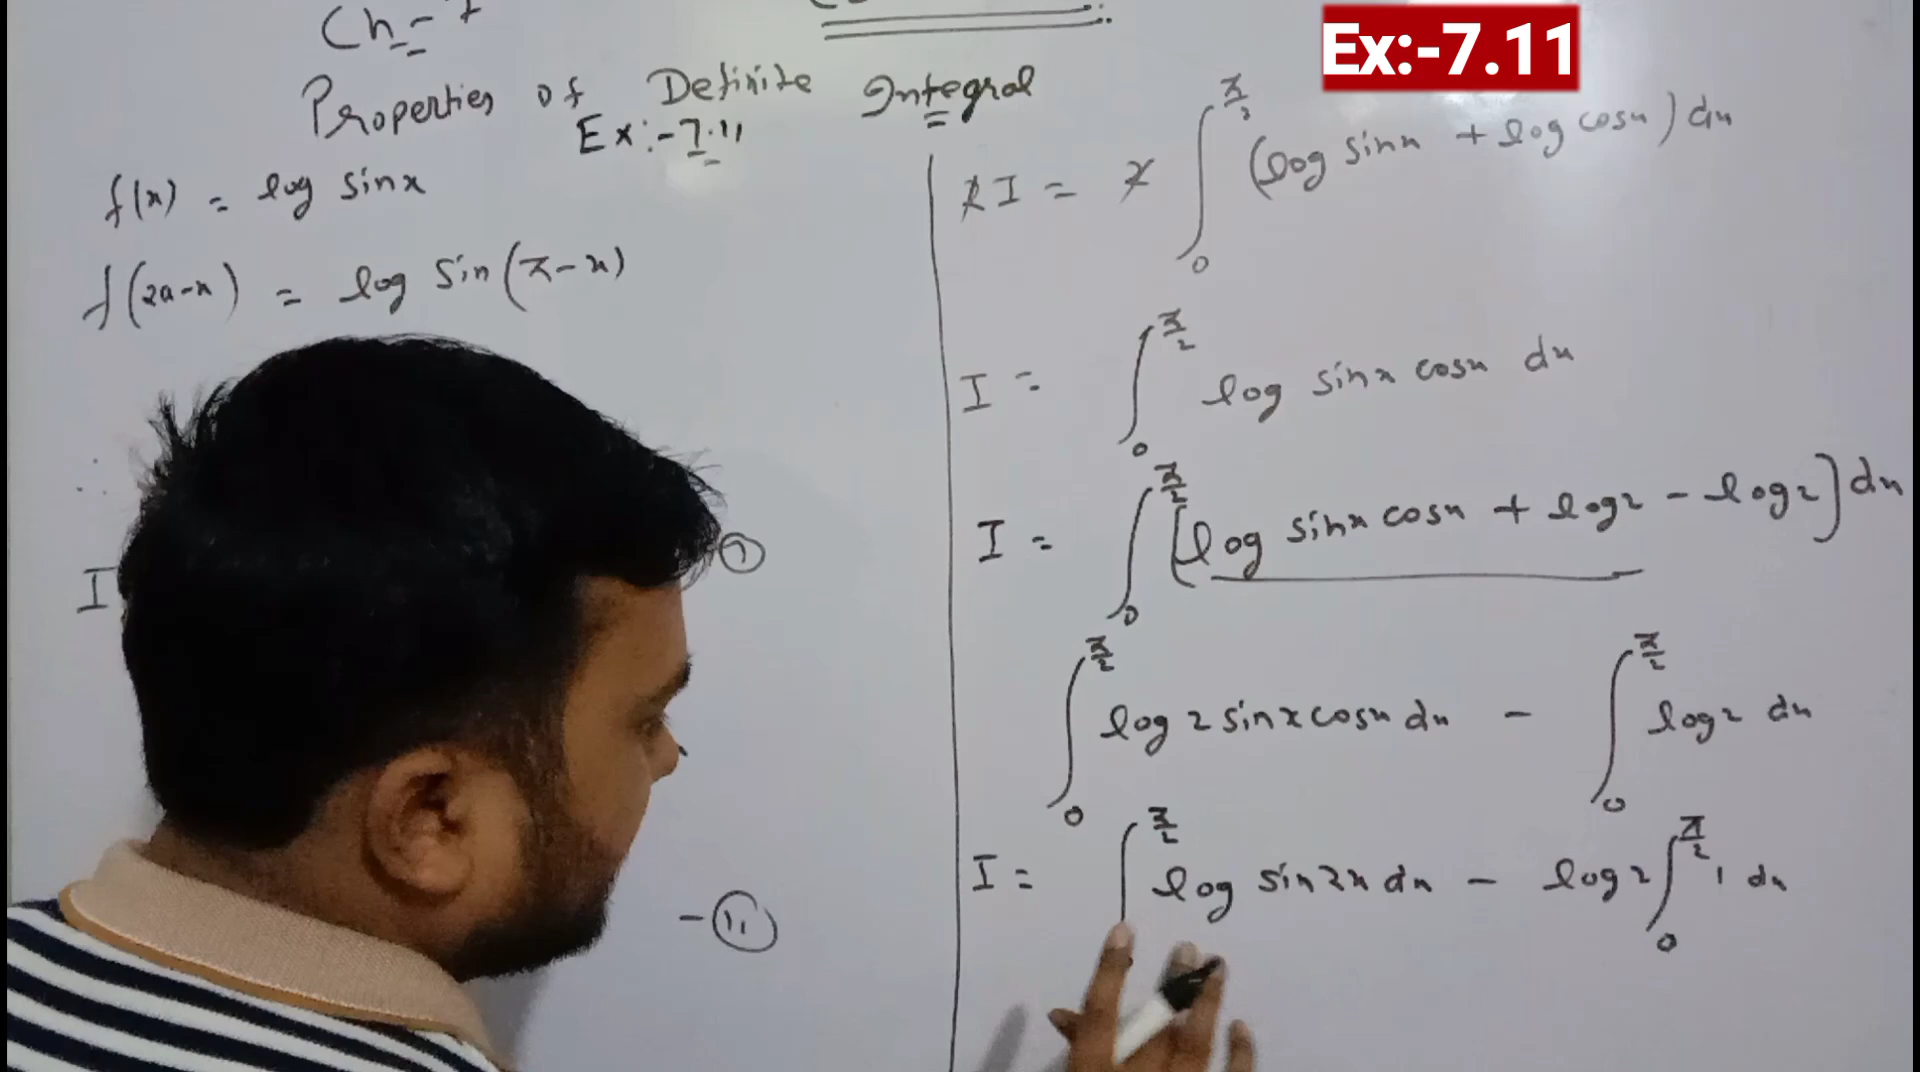 Ch-7
Properties of Definite Integral
Ex:-7.11
f(x) = log sinx
f(2a-x) = log sin(π-x)
I
-(ii)
Ex:-7.11
2I = 2 ∫₀^π/2 (log sinx + log cosx) dx
I = ∫₀^π/2 log sinx cosx dx
I = ∫₀^π/2 [log sinx cosx + log2 - log2] dx
∫₀^π/2 log 2 sinx cosx dx - ∫₀^π/2 log2 dx
I = ∫₀^π/2 log sin2x dx - log2 ∫₀^π/2 1 dx